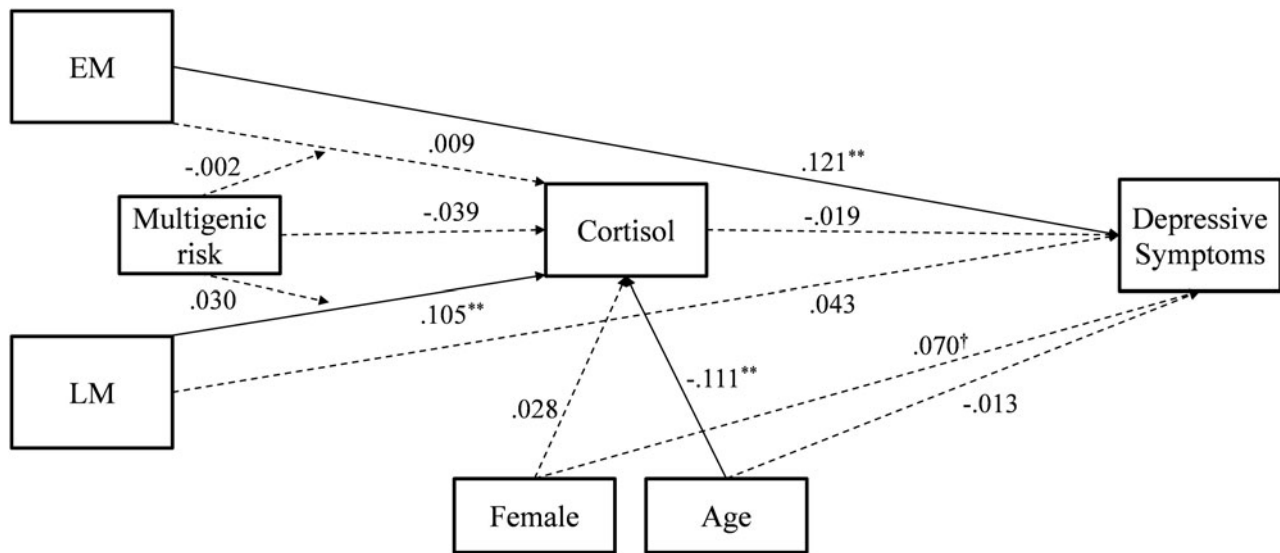 EM
.009
.121**
-.002
Multigenic
risk
-.039
Cortisol
-.019
Depressive
Symptoms
.030
.105**
.043
LM
.070†
-.111**
.028
-.013
Female
Age